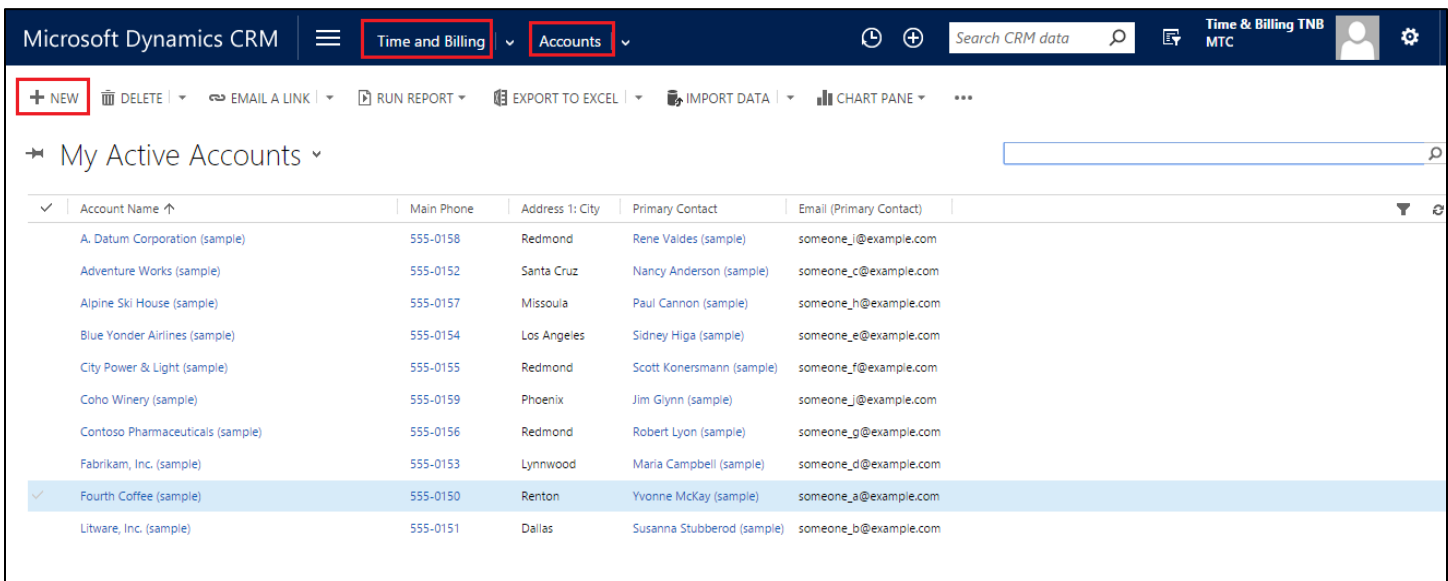 Microsoft Dynamics CRM Time and Billing Accounts Search CRM data Time & Billing TNB
MTC
NEW DELETE EMAIL A LINK RUN REPORT EXPORT TO EXCEL IMPORT DATA CHART PANE •••
My Active Accounts
Account Name Main Phone Address 1: City Primary Contact Email (Primary Contact)
A. Datum Corporation (sample) 555-0158 Redmond Rene Valdes (sample) someone_i@example.com
Adventure Works (sample) 555-0152 Santa Cruz Nancy Anderson (sample) someone_c@example.com
Alpine Ski House (sample) 555-0157 Missoula Paul Cannon (sample) someone_h@example.com
Blue Yonder Airlines (sample) 555-0154 Los Angeles Sidney Higa (sample) someone_e@example.com
City Power & Light (sample) 555-0155 Redmond Scott Konersmann (sample) someone_f@example.com
Coho Winery (sample) 555-0159 Phoenix Jim Glynn (sample) someone_j@example.com
Contoso Pharmaceuticals (sample) 555-0156 Redmond Robert Lyon (sample) someone_g@example.com
Fabrikam, Inc. (sample) 555-0153 Lynnwood Maria Campbell (sample) someone_d@example.com
Fourth Coffee (sample) 555-0150 Renton Yvonne McKay (sample) someone_a@example.com
Litware, Inc. (sample) 555-0151 Dallas Susanna Stubberod (sample) someone_b@example.com